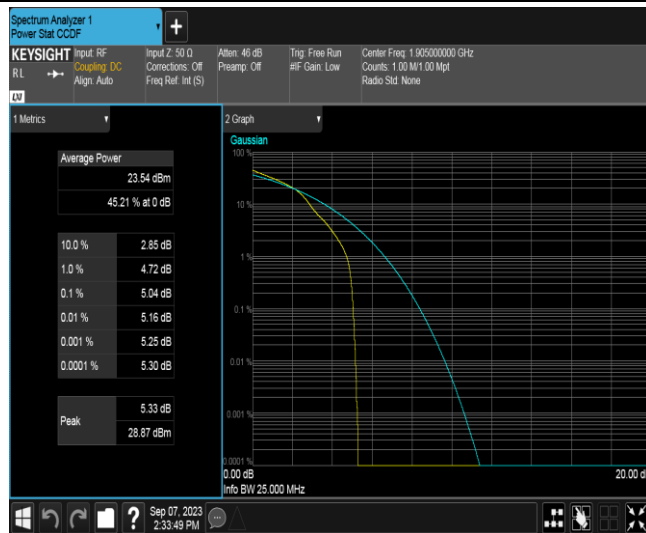 Spectrum Analyzer 1
Power Stat CCDF
+
KEYSIGHT
RL
LXI
Input: RF
Coupling: DC
Align: Auto
Input Z: 50 Ω
Corrections: Off
Freq Ref: Int (S)
Atten: 46 dB
Preamp: Off
Trig: Free Run
#IF Gain: Low
Center Freq: 1.905000000 GHz
Counts: 1.00 M/1.00 Mpt
Radio Std: None
1 Metrics
Average Power
23.54 dBm
45.21 % at 0 dB
10.0 % 2.85 dB
1.0 % 4.72 dB
0.1 % 5.04 dB
0.01 % 5.16 dB
0.001 % 5.25 dB
0.0001 % 5.30 dB
Peak
5.33 dB
28.87 dBm
2 Graph
Gaussian
100 %
10 %
1 %
0.1 %
0.01 %
0.001 %
0.0001 %
0.00 dB
20.00 d
Info BW 25.000 MHz
?
Sep 07, 2023
2:33:49 PM